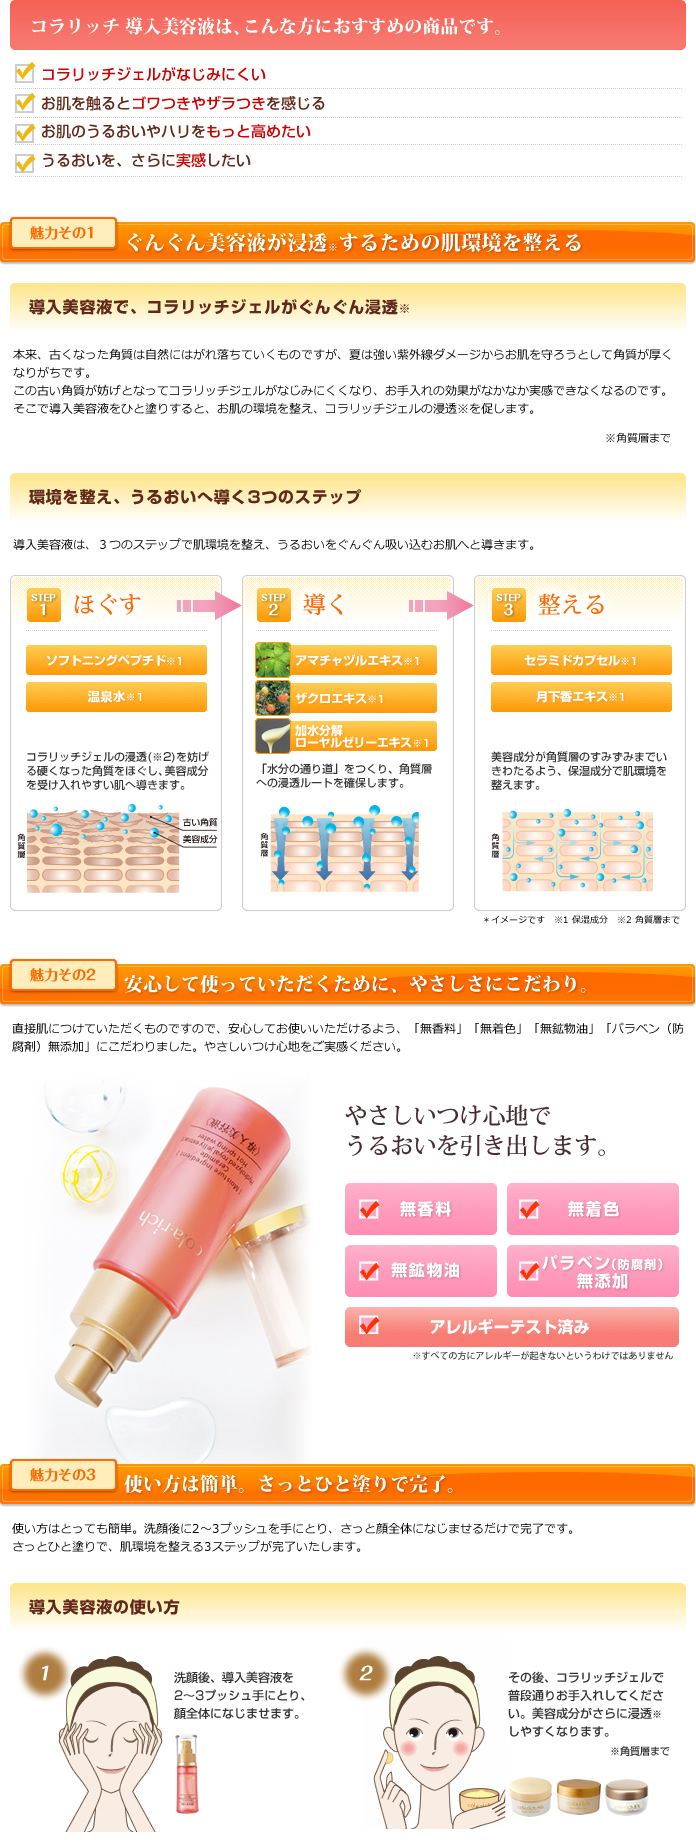 コラリッチ 導入美容液は、こんな方におすすめの商品です。
コラリッチジェルがなじみにくい
お肌を触るとゴワつきやザラつきを感じる
お肌のうるおいやハリをもっと高めたい
うるおいを、さらに実感したい
魅力その1
ぐんぐん美容液が浸透※するための肌環境を整える
導入美容液で、コラリッチジェルがぐんぐん浸透※
本来、古くなった角質は自然にはがれ落ちていくものですが、夏は強い紫外線ダメージからお肌を守ろうとして角質が厚く
なりがちです。
この古い角質が妨げとなってコラリッチジェルがなじみにくくなり、お手入れの効果がなかなか実感できなくなるのです。
そこで導入美容液をひと塗りすると、お肌の環境を整え、コラリッチジェルの浸透※を促します。
※角質層まで
環境を整え、うるおいへ導く3つのステップ
導入美容液は、３つのステップで肌環境を整え、うるおいをぐんぐん吸い込むお肌へと導きます。
STEP
1
ほぐす
ソフトニングペプチド※1
温泉水※1
コラリッチジェルの浸透(※2)を妨げ
る硬くなった角質をほぐし、美容成分
を受け入れやすい肌へ導きます。
古い角質
美容成分
角質層
STEP
2
導く
アマチャヅルエキス※1
ザクロエキス※1
加水分解
ローヤルゼリーエキス※1
「水分の通り道」をつくり、角質層
への浸透ルートを確保します。
角質層
STEP
3
整える
セラミドカプセル※1
月下香エキス※1
美容成分が角質層のすみずみまでい
きわたるよう、保湿成分で肌環境を
整えます。
角質層
＊イメージです　※1 保湿成分　※2 角質層まで
魅力その2
安心して使っていただくために、やさしさにこだわり。
直接肌につけていただくものですので、安心してお使いいただけるよう、「無香料」「無着色」「無鉱物油」「パラベン（防
腐剤）無添加」にこだわりました。やさしいつけ心地をご実感ください。
cola-rich
Moisture Ingredient
Ceramide
Hydrolyzed royal jelly extract
Hot spring water
〈導入美容液〉
やさしいつけ心地で
うるおいを引き出します。
無香料
無着色
無鉱物油
パラベン(防腐剤)
無添加
アレルギーテスト済み
※すべての方にアレルギーが起きないというわけではありません
魅力その3
使い方は簡単。さっとひと塗りで完了。
使い方はとっても簡単。洗顔後に2〜3プッシュを手にとり、さっと顔全体になじませるだけで完了です。
さっとひと塗りで、肌環境を整える3ステップが完了いたします。
導入美容液の使い方
1
洗顔後、導入美容液を
2〜3プッシュ手にとり、
顔全体になじませます。
2
その後、コラリッチジェルで
普段通りお手入れしてくださ
い。美容成分がさらに浸透※
しやすくなります。
※角質層まで